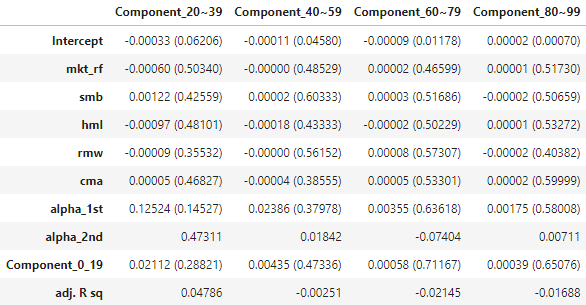 Component_20~39 Component_40~59 Component_60~79 Component_80~99
Intercept -0.00033 (0.06206) -0.00011 (0.04580) -0.00009 (0.01178) 0.00002 (0.00070)
mkt_rf -0.00060 (0.50340) -0.00000 (0.48529) 0.00002 (0.46599) 0.00001 (0.51730)
smb 0.00122 (0.42559) 0.00002 (0.60333) 0.00003 (0.51686) -0.00002 (0.50659)
hml -0.00097 (0.48101) -0.00018 (0.43333) -0.00002 (0.50229) 0.00001 (0.53272)
rmw -0.00009 (0.35532) -0.00000 (0.56152) 0.00008 (0.57307) -0.00002 (0.40382)
cma 0.00005 (0.46827) -0.00004 (0.38555) 0.00005 (0.53301) 0.00002 (0.59999)
alpha_1st 0.12524 (0.14527) 0.02386 (0.37978) 0.00355 (0.63618) 0.00175 (0.58008)
alpha_2nd 0.47311 0.01842 -0.07404 0.00711
Component_0_19 0.02112 (0.28821) 0.00435 (0.47336) 0.00058 (0.71167) 0.00039 (0.65076)
adj. R sq 0.04786 -0.00251 -0.02145 -0.01688